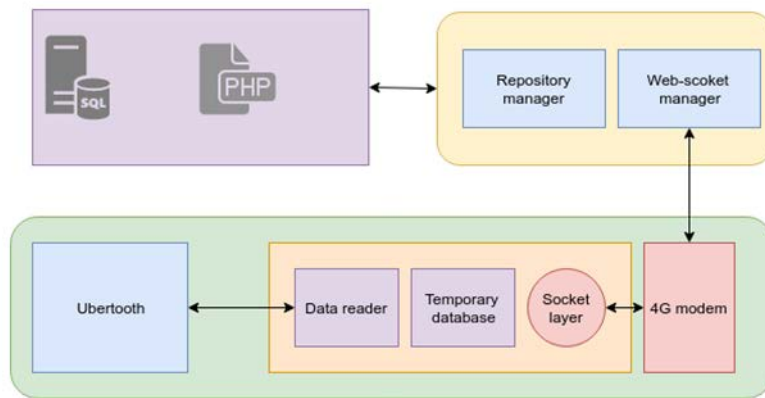 SQL
PHP
Repository
manager
Web-scoket
manager
Ubertooth
Data reader
Temporary
database
Socket
layer
4G modem